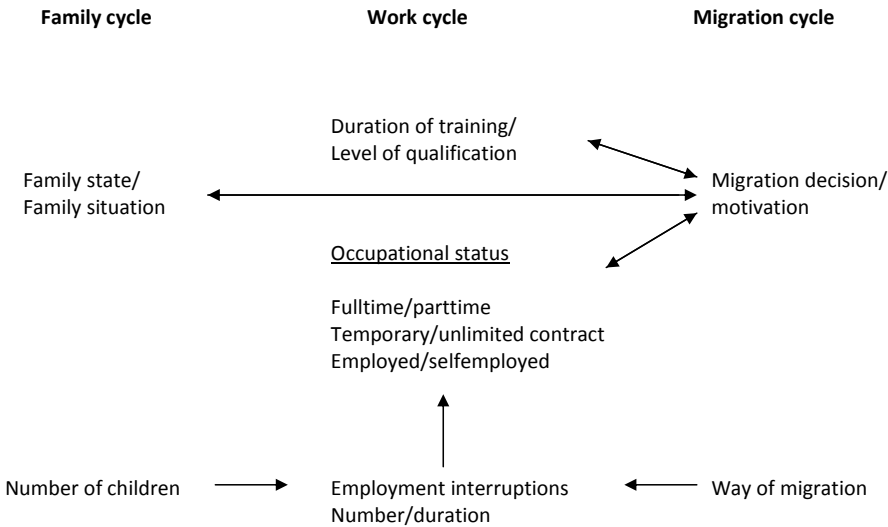 Family cycle
Work cycle
Migration cycle
Duration of training/
Level of qualification
Family state/
Family situation
Migration decision/
motivation
Occupational status
Fulltime/parttime
Temporary/unlimited contract
Employed/selfemployed
Number of children
Employment interruptions
Number/duration
Way of migration